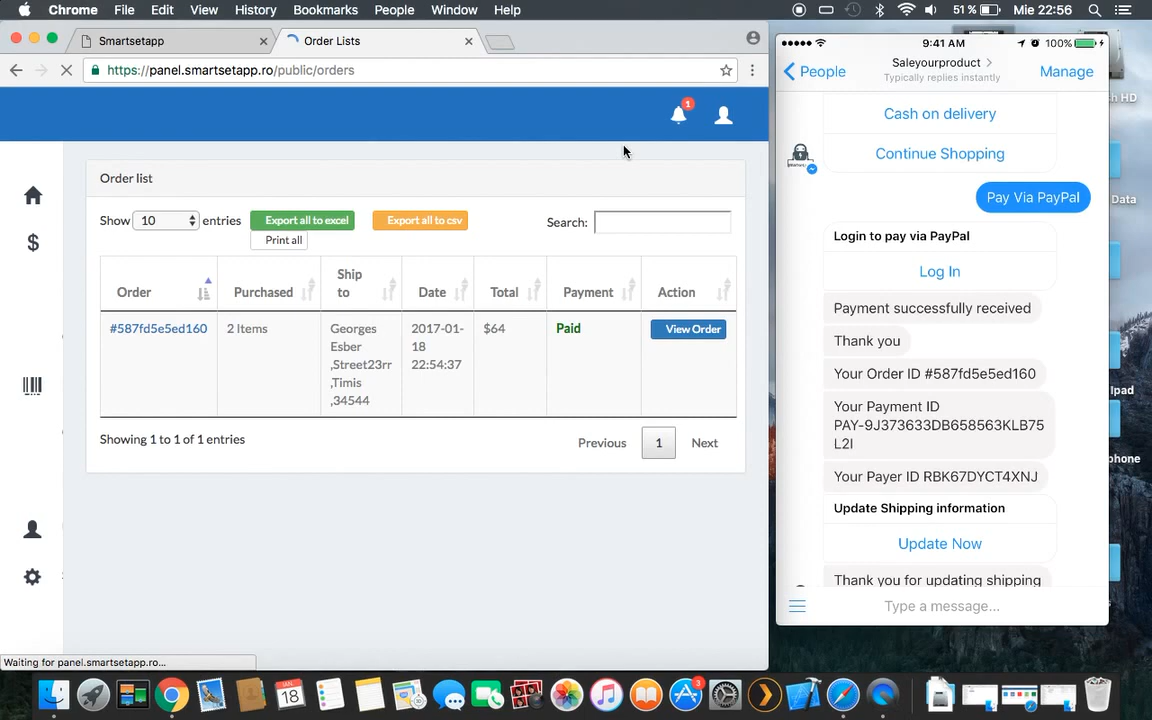 Chrome File Edit View History Bookmarks People Window Help
51 % Mie 22:56
Smartsetapp
Order Lists
https://panel.smartsetapp.ro/public/orders
1
Order list
Show 10 entries
Export all to excel
Export all to csv
Print all
Search:
Order Purchased Ship to Date Total Payment Action
#587fd5e5ed160 2 Items Georges Esber ,Street23rr ,Timis ,34544 2017-01-18 22:54:37 $64 Paid View Order
Showing 1 to 1 of 1 entries
Previous 1 Next
Waiting for panel.smartsetapp.ro...
9:41 AM 100%
People
Saleyourproduct
Typically replies instantly
Manage
Cash on delivery
Continue Shopping
Pay Via PayPal
Login to pay via PayPal
Log In
Payment successfully received
Thank you
Your Order ID #587fd5e5ed160
Your Payment ID
PAY-9J373633DB658563KLB75
L2I
Your Payer ID RBK67DYCT4XNJ
Update Shipping information
Update Now
Thank you for updating shipping
Type a message...
HD
Data
Ipad
phone
JAN
18
3